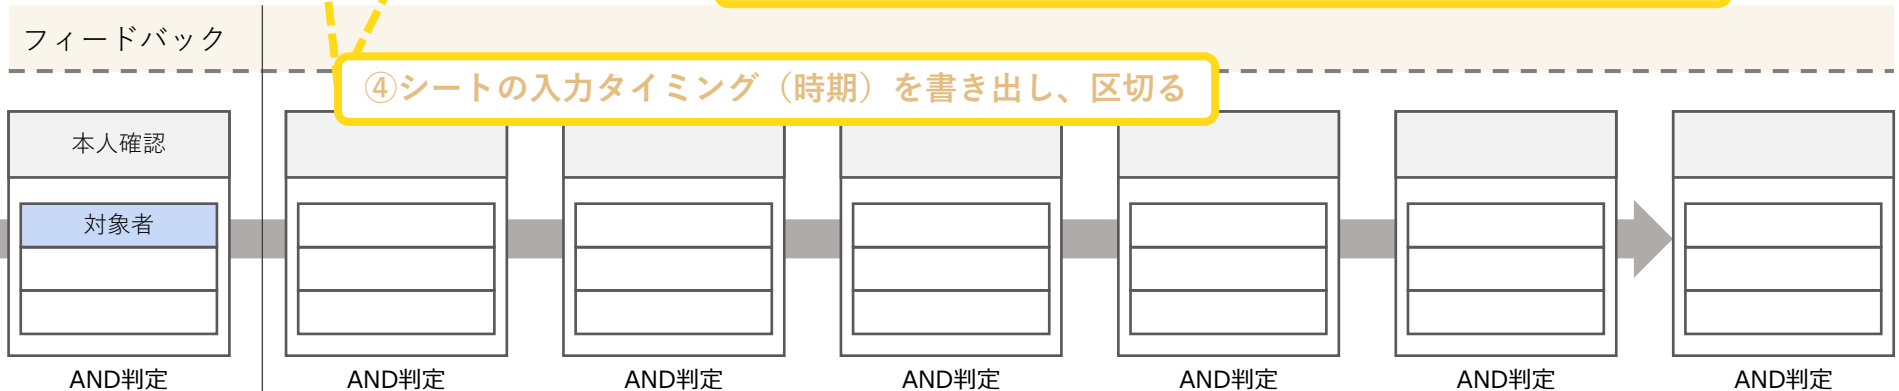 フィードバック
④シートの入力タイミング（時期）を書き出し、区切る
本人確認
対象者
AND判定
AND判定
AND判定
AND判定
AND判定
AND判定
AND判定